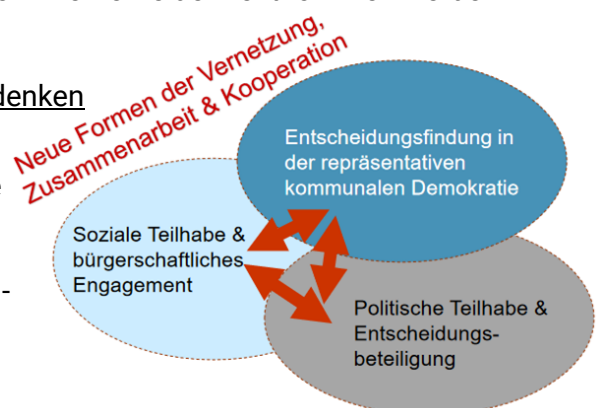 denken
Neue Formen der Vernetzung,
Zusammenarbeit & Kooperation
Entscheidungsfindung in
der repräsentativen
kommunalen Demokratie
Soziale Teilhabe &
bürgerschaftliches
Engagement
-
Politische Teilhabe &
Entscheidungs-
beteiligung